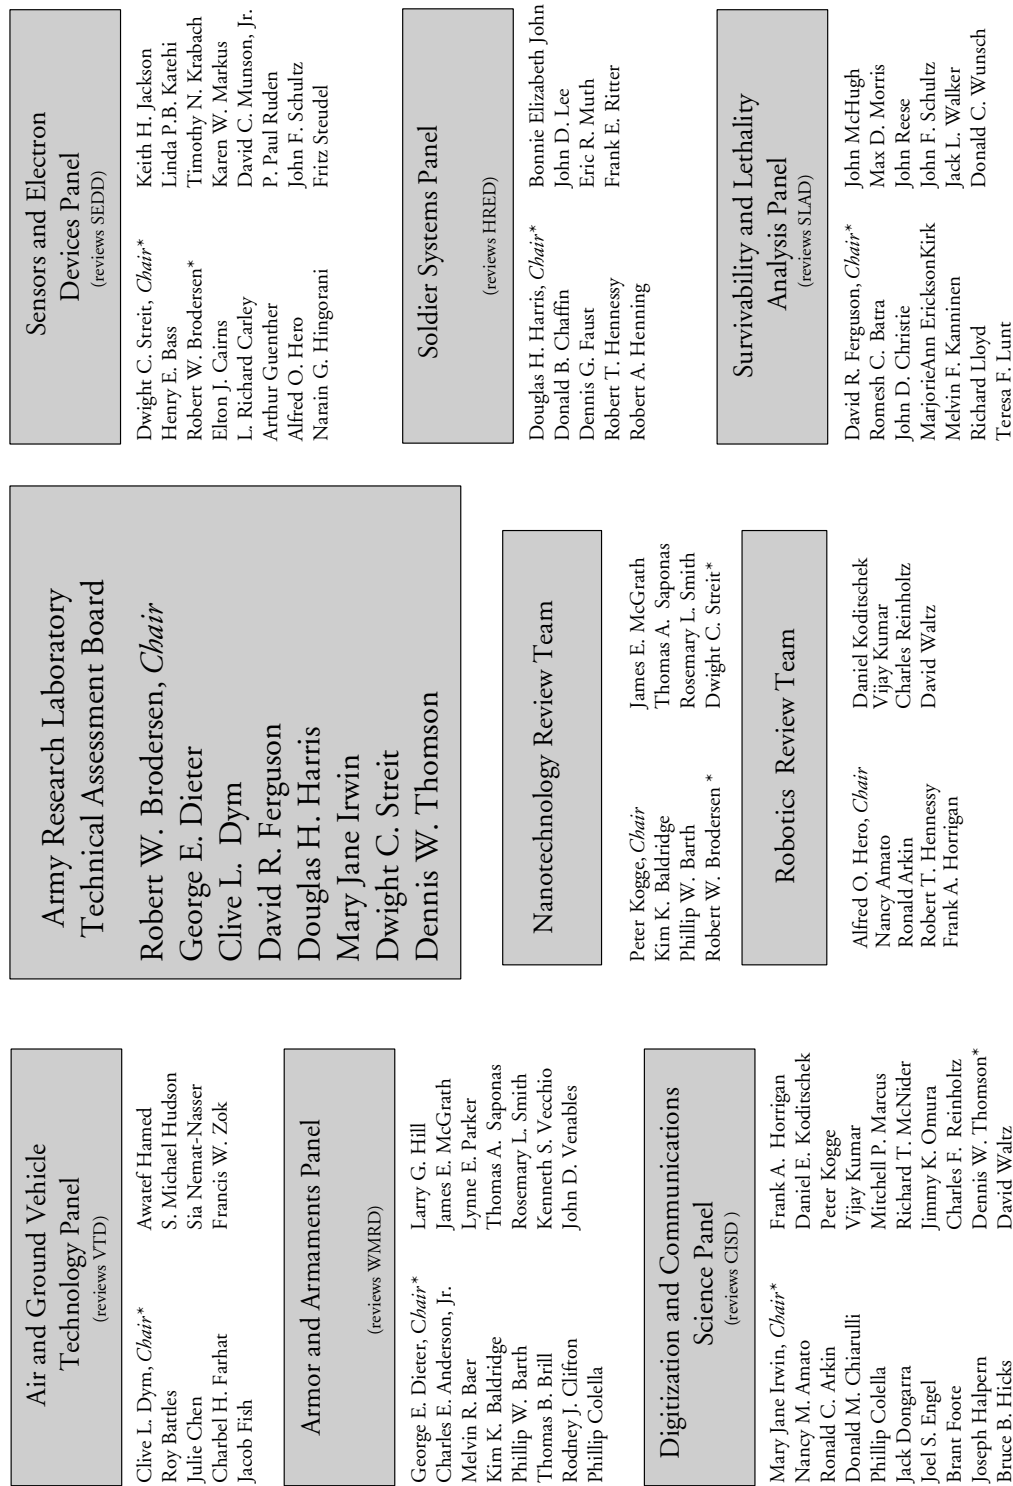 Air and Ground Vehicle
Technology Panel
(reviews VTD)
Clive L. Dym, Chair*
Roy Battles
Julie Chen
Charbel H. Farhat
Jacob Fish
Awatef Hamed
S. Michael Hudson
Sia Nemat-Nasser
Francis W. Zok
Armor and Armaments Panel
(reviews WMRD)
George E. Dieter, Chair*
Charles E. Anderson, Jr.
Melvin R. Baer
Kim K. Baldridge
Phillip W. Barth
Thomas B. Brill
Rodney J. Clifton
Phillip Colella
Larry G. Hill
James E. McGrath
Lynne E. Parker
Thomas A. Saponas
Rosemary L. Smith
Kenneth S. Vecchio
John D. Venables
Digitization and Communications
Science Panel
(reviews CISD )
Mary Jane Irwin, Chair*
Nancy M. Amato
Ronald C. Arkin
Donald M. Chiarulli
Phillip Colella
Jack Dongarra
Joel S. Engel
Brant Foote
Joseph Halpern
Bruce B. Hicks
Frank A. Horrigan
Daniel E. Koditschek
Peter Kogge
Vijay Kumar
Mitchell P. Marcus
Richard T. McNider
Jimmy K. Omura
Charles F. Reinholtz
Dennis W. Thomson*
David Waltz
Army Research Laboratory
Technical Assessment Board
Robert W. Brodersen, Chair
George E. Dieter
Clive L. Dym
David R. Ferguson
Douglas H. Harris
Mary Jane Irwin
Dwight C. Streit
Dennis W. Thomson
Nanotechnology Review Team
Peter Kogge, Chair
Kim K. Baldridge
Phillip W. Barth
Robert W. Brodersen *
James E. McGrath
Thomas A. Saponas
Rosemary L. Smith
Dwight C. Streit*
Robotics Review Team
Alfred O. Hero, Chair
Nancy Amato
Ronald Arkin
Robert T. Hennessy
Frank A. Horrigan
Daniel Koditschek
Vijay Kumar
Charles Reinholtz
David Waltz
Sensors and Electron
Devices Panel
(reviews SEDD)
Dwight C. Streit, Chair*
Henry E. Bass
Robert W. Brodersen*
Elton J. Cairns
L. Richard Carley
Arthur Guenther
Alfred O. Hero
Narain G. Hingorani
Keith H. Jackson
Linda P.B. Katehi
Timothy N. Krabach
Karen W. Markus
David C. Munson, Jr.
P. Paul Ruden
John F. Schultz
Fritz Steudel
Soldier Systems Panel
(reviews HRED)
Douglas H. Harris, Chair*
Donald B. Chaffin
Dennis G. Faust
Robert T. Hennessy
Robert A. Henning
Bonnie Elizabeth John
John D. Lee
Eric R. Muth
Frank E. Ritter
Survivability and Lethality
Analysis Panel
(reviews SLAD)
David R. Ferguson, Chair*
Romesh C. Batra
John D. Christie
MarjorieAnn EricksonKirk
Melvin F. Kanninen
Richard Lloyd
Teresa F. Lunt
John McHugh
Max D. Morris
John Reese
John F. Schultz
Jack L. Walker
Donald C. Wunsch